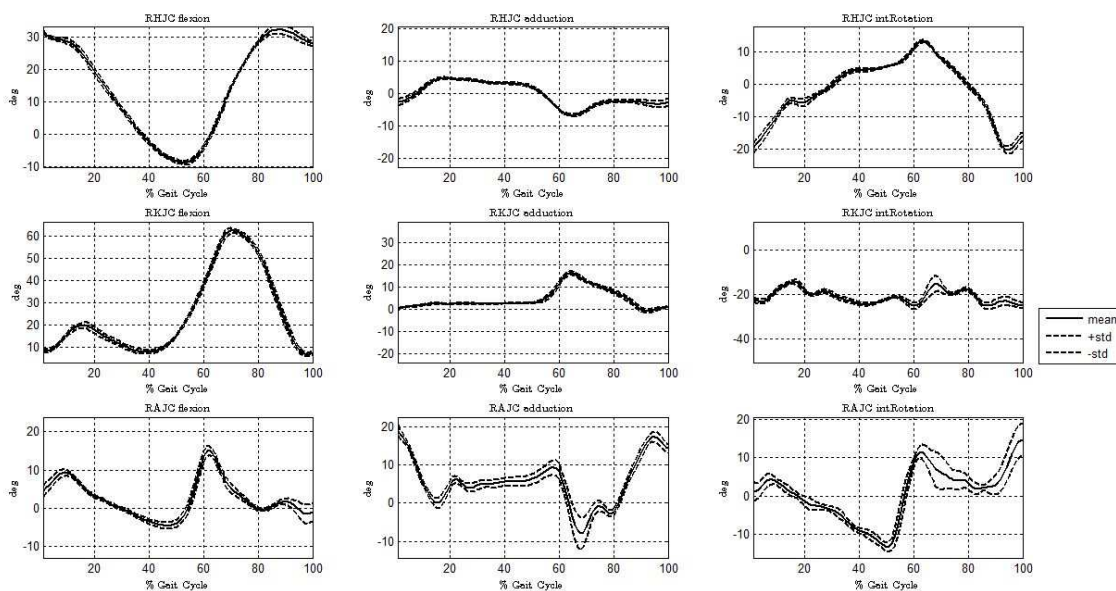 RHJC flexion
30
20
10
0
-10
deg
20 40 60 80 100
% Gait Cycle
RHJC adduction
20
10
0
-10
-20
deg
20 40 60 80 100
% Gait Cycle
RHJC intRotation
10
0
-10
-20
deg
20 40 60 80 100
% Gait Cycle
RKJC flexion
60
50
40
30
20
10
deg
20 40 60 80 100
% Gait Cycle
RKJC adduction
30
20
10
0
-10
-20
deg
20 40 60 80 100
% Gait Cycle
RKJC intRotation
0
-20
-40
deg
20 40 60 80 100
% Gait Cycle
mean
+std
-std
RAJC flexion
20
10
0
-10
deg
20 40 60 80 100
% Gait Cycle
RAJC adduction
20
10
0
-10
deg
20 40 60 80 100
% Gait Cycle
RAJC intRotation
20
10
0
-10
deg
20 40 60 80 100
% Gait Cycle